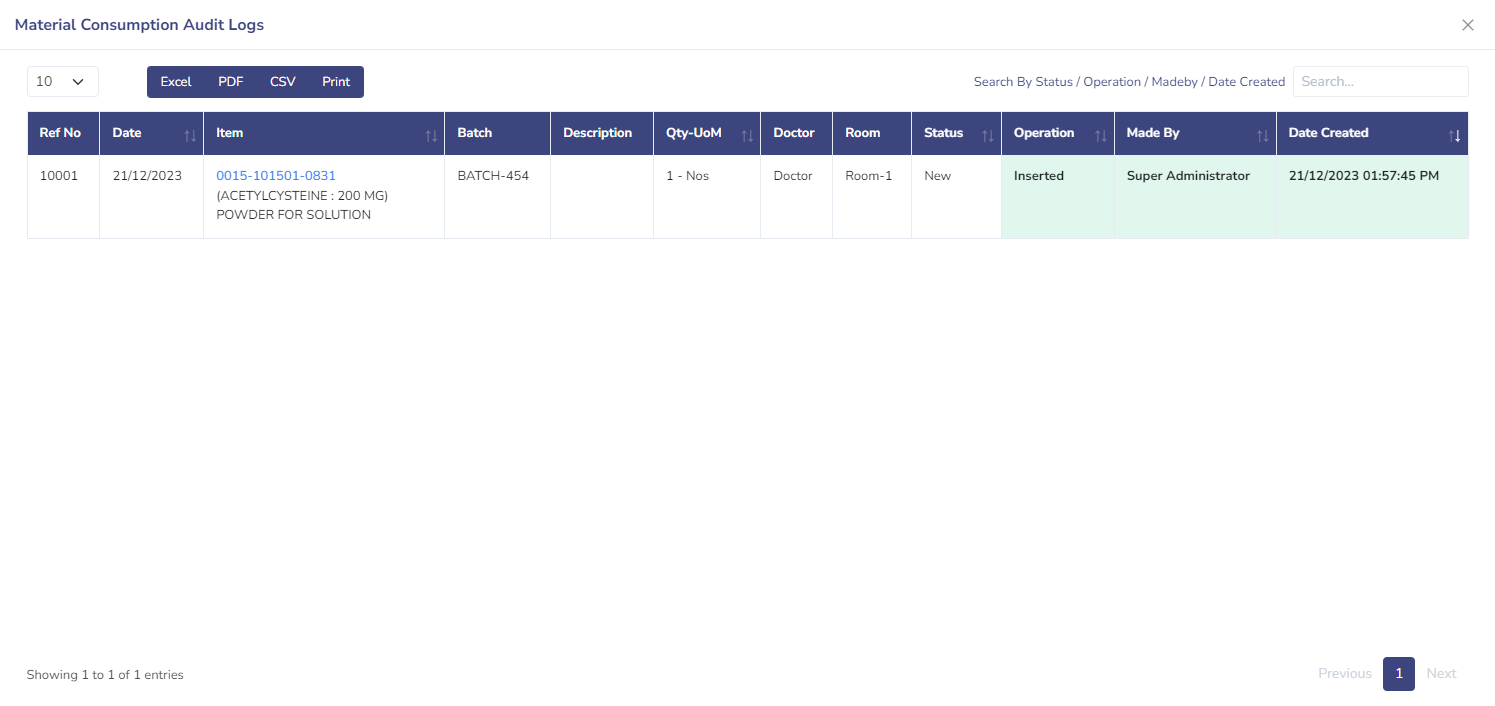 Material Consumption Audit Logs
10 Excel PDF CSV Print Search By Status / Operation / Madeby / Date Created Search...
Ref No Date Item Batch Description Qty-UoM Doctor Room Status Operation Made By Date Created
10001 21/12/2023 0015-101501-0831 BATCH-454 1 - Nos Doctor Room-1 New Inserted Super Administrator 21/12/2023 01:57:45 PM
(ACETYLCYSTEINE : 200 MG)
POWDER FOR SOLUTION
Showing 1 to 1 of 1 entries Previous 1 Next